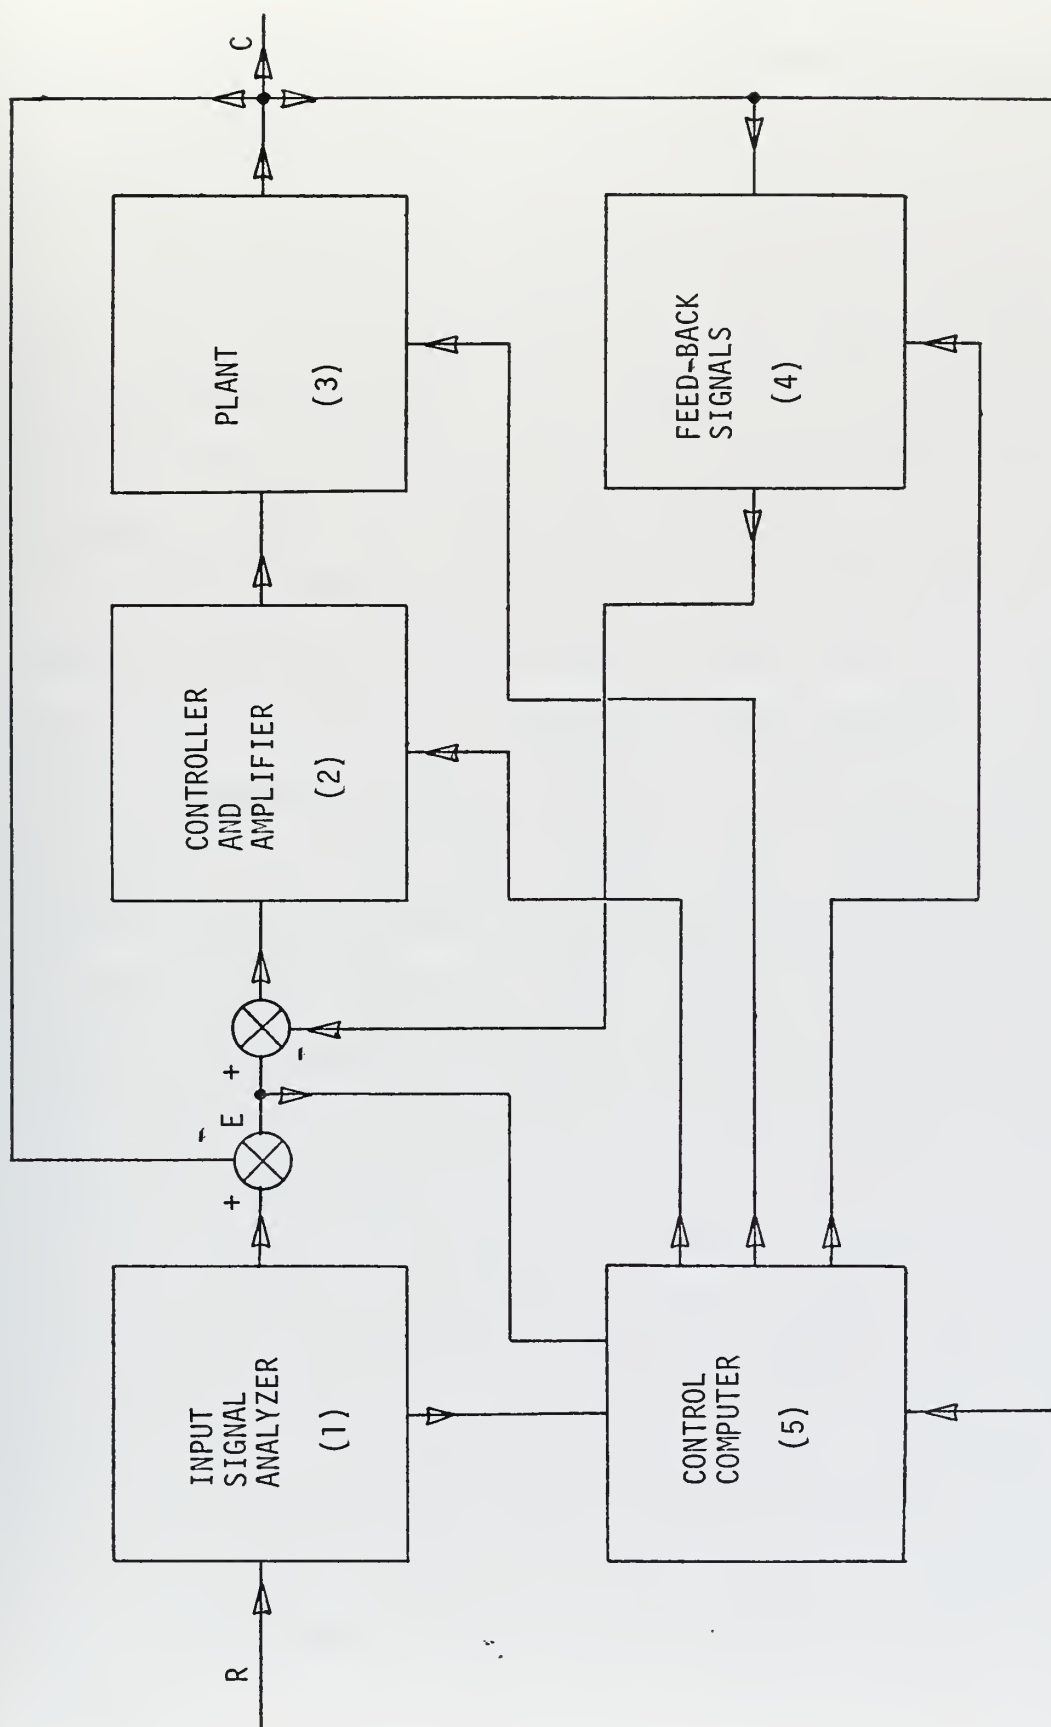 R
INPUT
SIGNAL
ANALYZER
(1)
+
-
E
+
-
CONTROLLER
AND
AMPLIFIER
(2)
PLANT
(3)
C
CONTROL
COMPUTER
(5)
FEED-BACK
SIGNALS
(4)